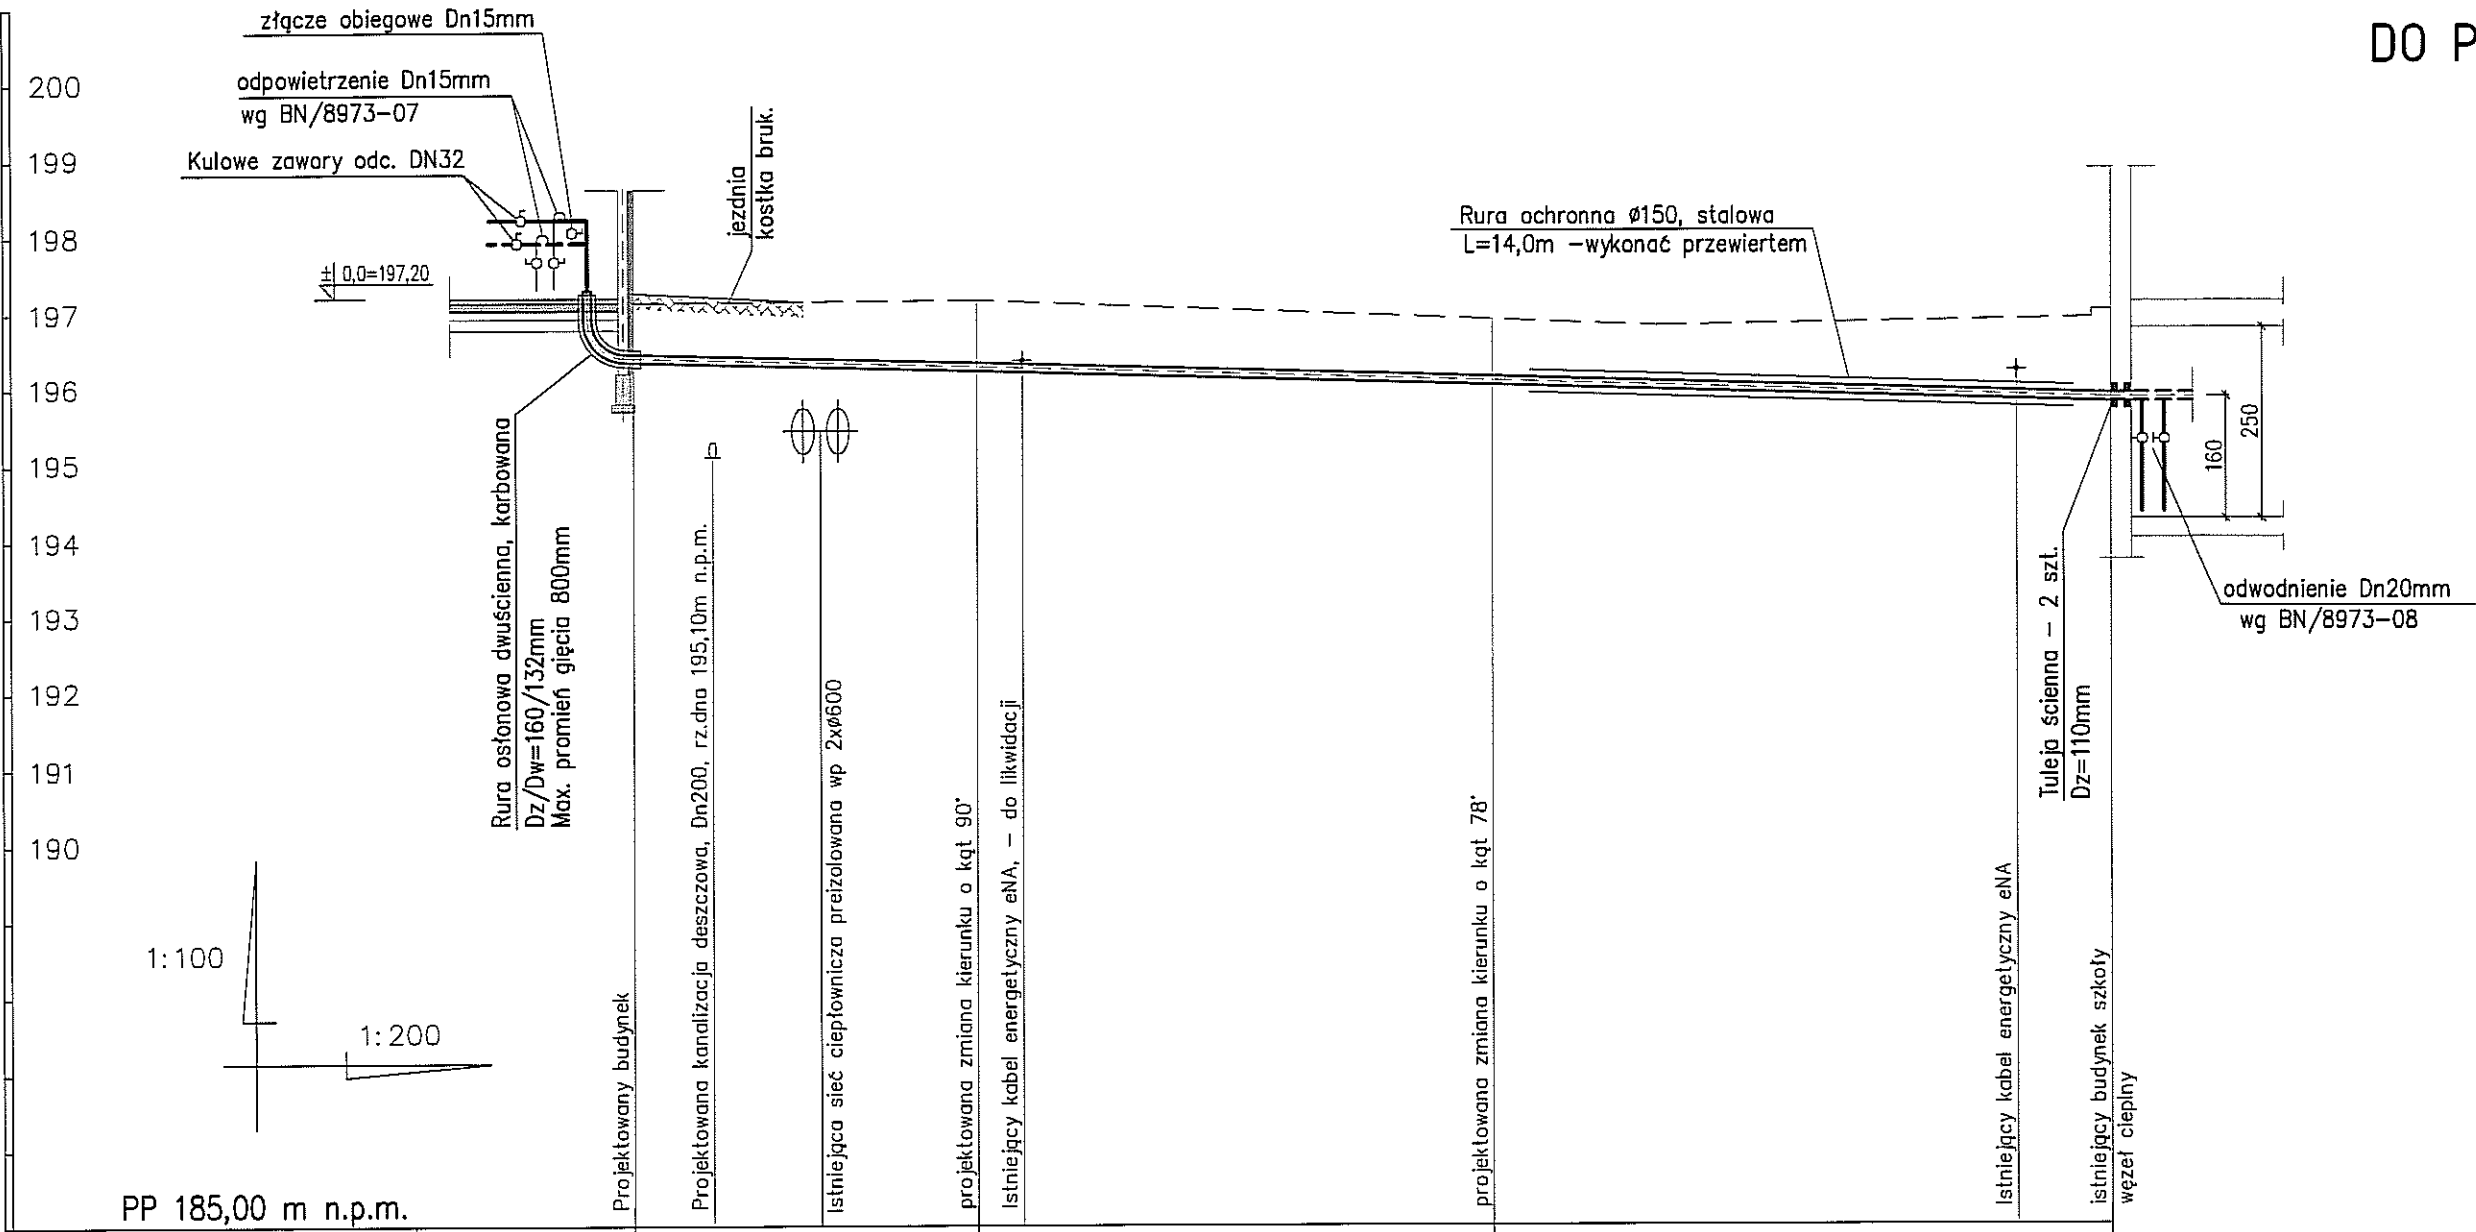 DO P
złącze obiegowe Dn15mm
odpowietrzenie Dn15mm
wg BN/8973-07
Kulowe zawory odc. DN32
200
199
198
197
196
195
194
193
192
191
190
± 0,0=197,20
jezdnia
kostka bruk.
Rura ochronna ø150, stalowa
L=14,0m -wykonać przewiertem
160
250
odwodnienie Dn20mm
wg BN/8973-08
Rura osłonowa dwuścienna, karbowana
Dz/Dw=160/132mm
Max. promień gięcia 800mm
Tuleja ścienna - 2 szt.
Dz=110mm
1:100
1:200
Projektowany budynek
Projektowana kanalizacja deszczowa, Dn200, rz.dna 195,10m n.p.m.
Istniejąca sieć ciepłownicza preizolowana wp 2xø600
projektowana zmiana kierunku o kąt 90°
Istniejący kabel energetyczny eNA, - do likwidacji
projektowana zmiana kierunku o kąt 78°
Istniejący kabel energetyczny eNA
istniejący budynek szkoły
węzeł cieplny
PP 185,00 m n.p.m.